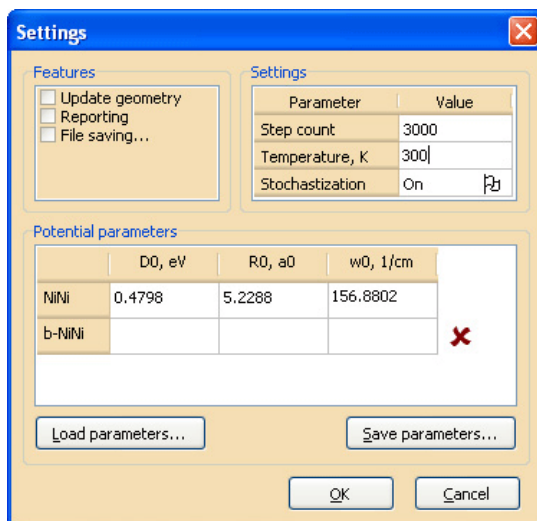 Settings
Features
Update geometry
Reporting
File saving...
Settings
Parameter Value
Step count 3000
Temperature, K 300
Stochastization On
Potential parameters
D0, eV R0, a0 w0, 1/cm
NiNi 0.4798 5.2288 156.8802
b-NiNi
Load parameters... Save parameters...
OK Cancel